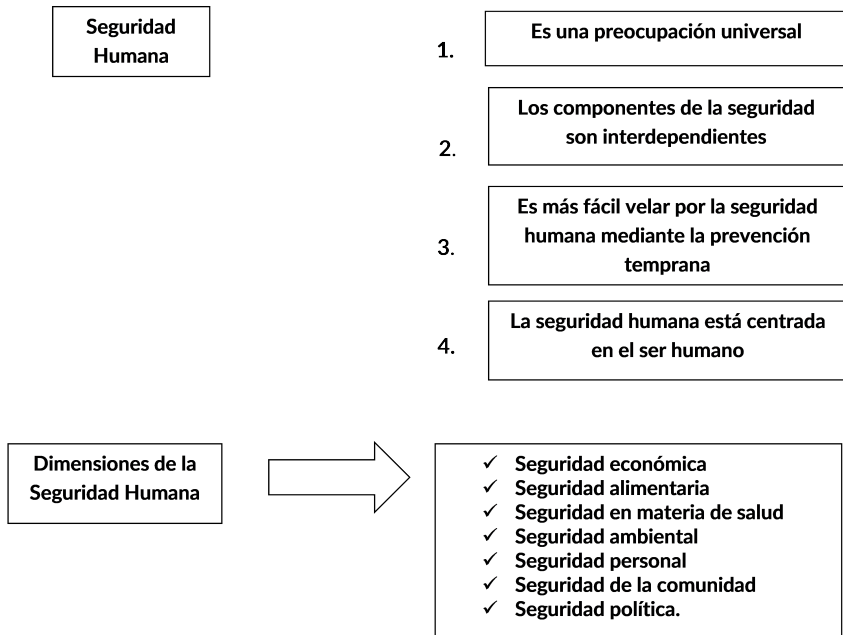 Seguridad
Humana
1.
Es una preocupación universal
2.
Los componentes de la seguridad
son interdependientes
3.
Es más fácil velar por la seguridad
humana mediante la prevención
temprana
4.
La seguridad humana está centrada
en el ser humano
Dimensiones de la
Seguridad Humana
✓ Seguridad económica
✓ Seguridad alimentaria
✓ Seguridad en materia de salud
✓ Seguridad ambiental
✓ Seguridad personal
✓ Seguridad de la comunidad
✓ Seguridad política.